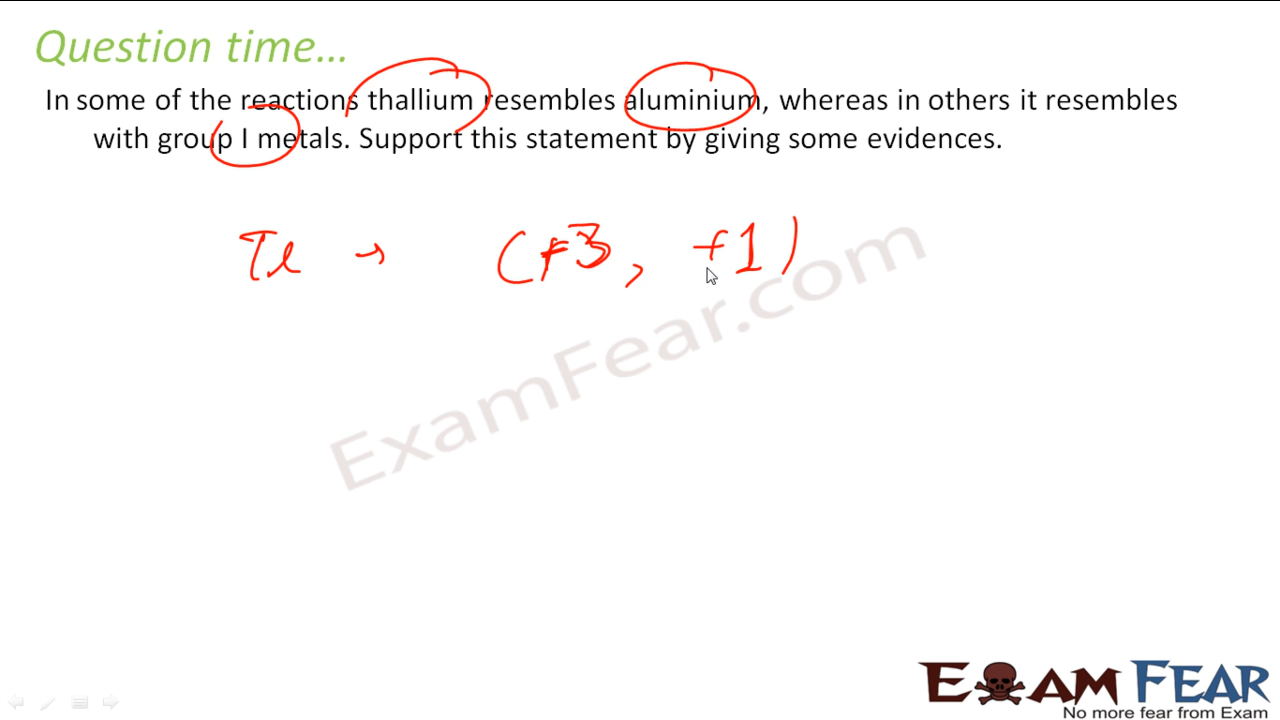 Question time...
In some of the reactions thallium resembles aluminium, whereas in others it resembles
with group I metals. Support this statement by giving some evidences.
Tl → (+3, +1)
ExamFear.com
EXAM FEAR
No more fear from Exam